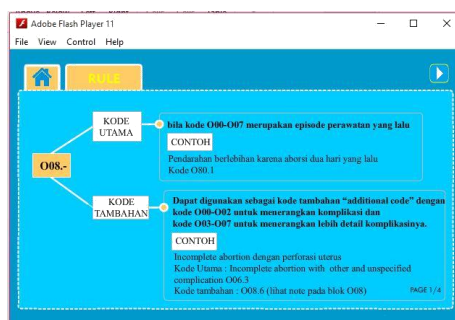 Adobe Flash Player 11
File View Control Help
RULE
KODE
UTAMA
bila kode O00-O07 merupakan episode perawatan yang lalu
CONTOH
Pendarahan berlebihan karena aborsi dua hari yang lalu
Kode O80.1
O08.-
KODE
TAMBAHAN
Dapat digunakan sebagai kode tambahan “additional code” dengan
kode O00-O02 untuk menerangkan komplikasi dan
kode O03-O07 untuk menerangkan lebih detail komplikasinya.
CONTOH
Incomplete abortion dengan perforasi uterus
Kode Utama : Incomplete abortion with other and unspecified
complication O06.3
Kode tambahan : O08.6 (lihat note pada blok O08)
PAGE 1/4